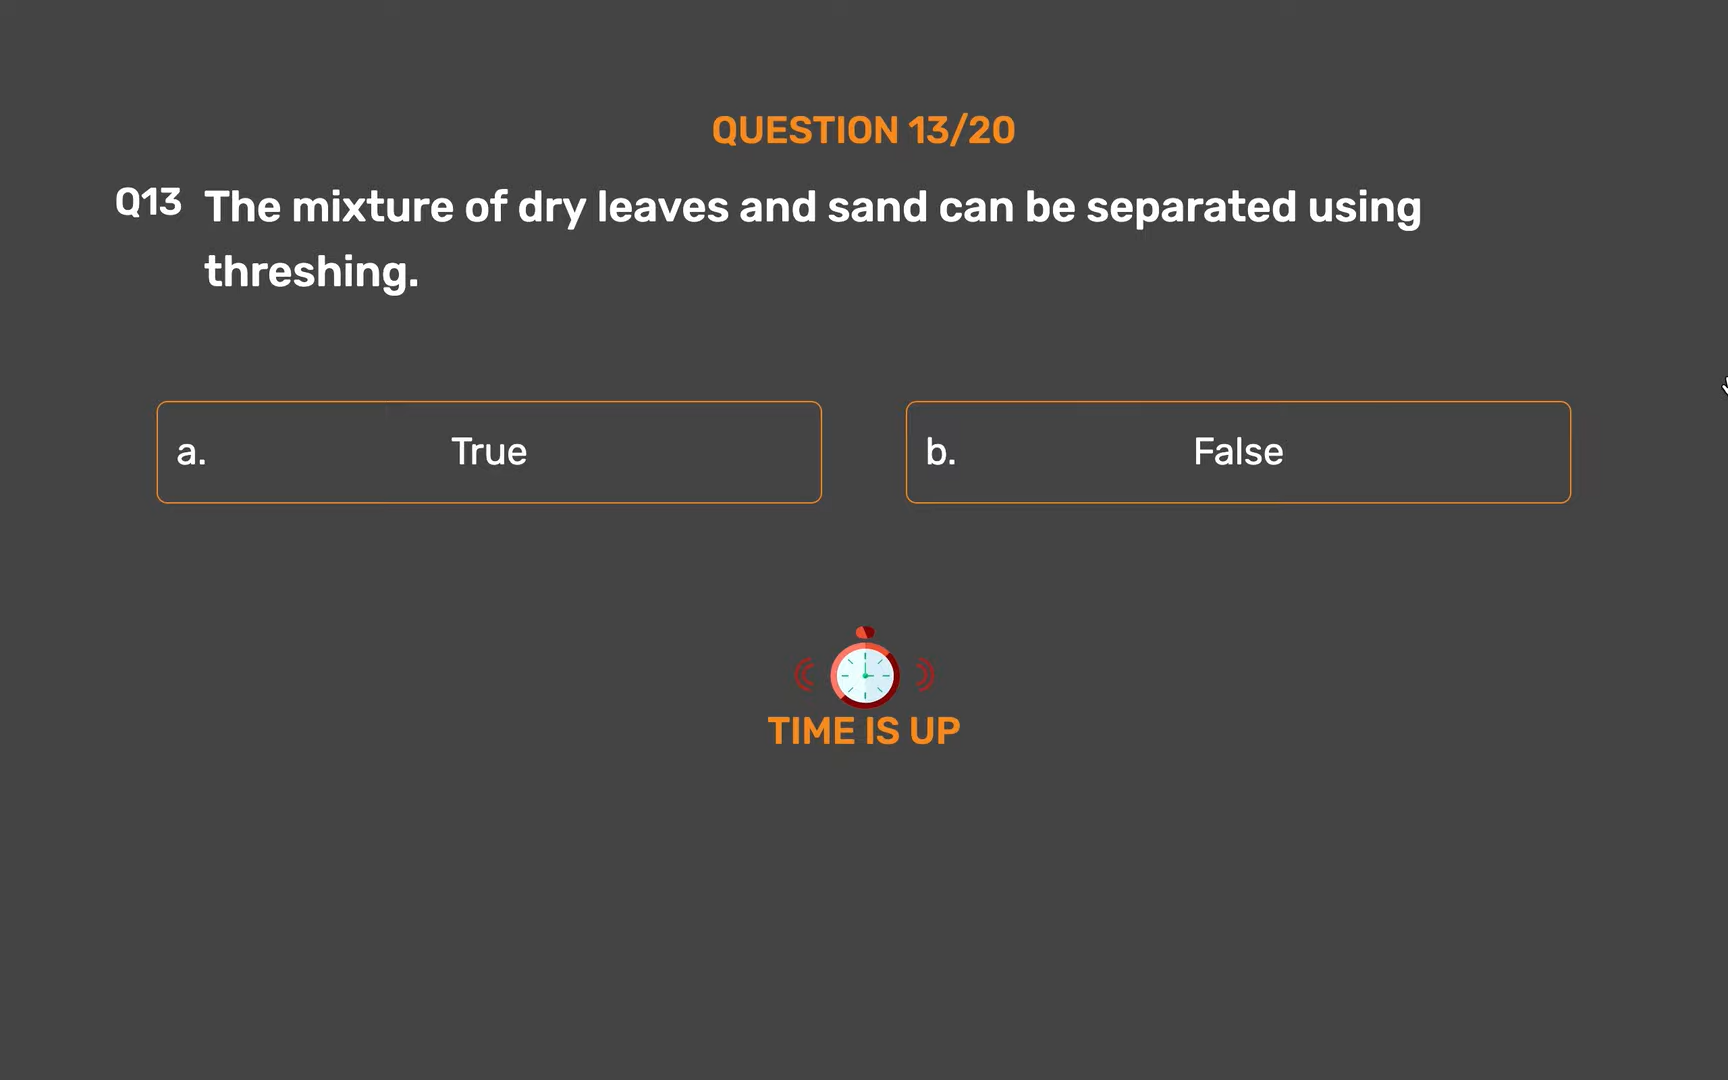 QUESTION 13/20
Q13 The mixture of dry leaves and sand can be separated using
threshing.
a. True
b. False
TIME IS UP